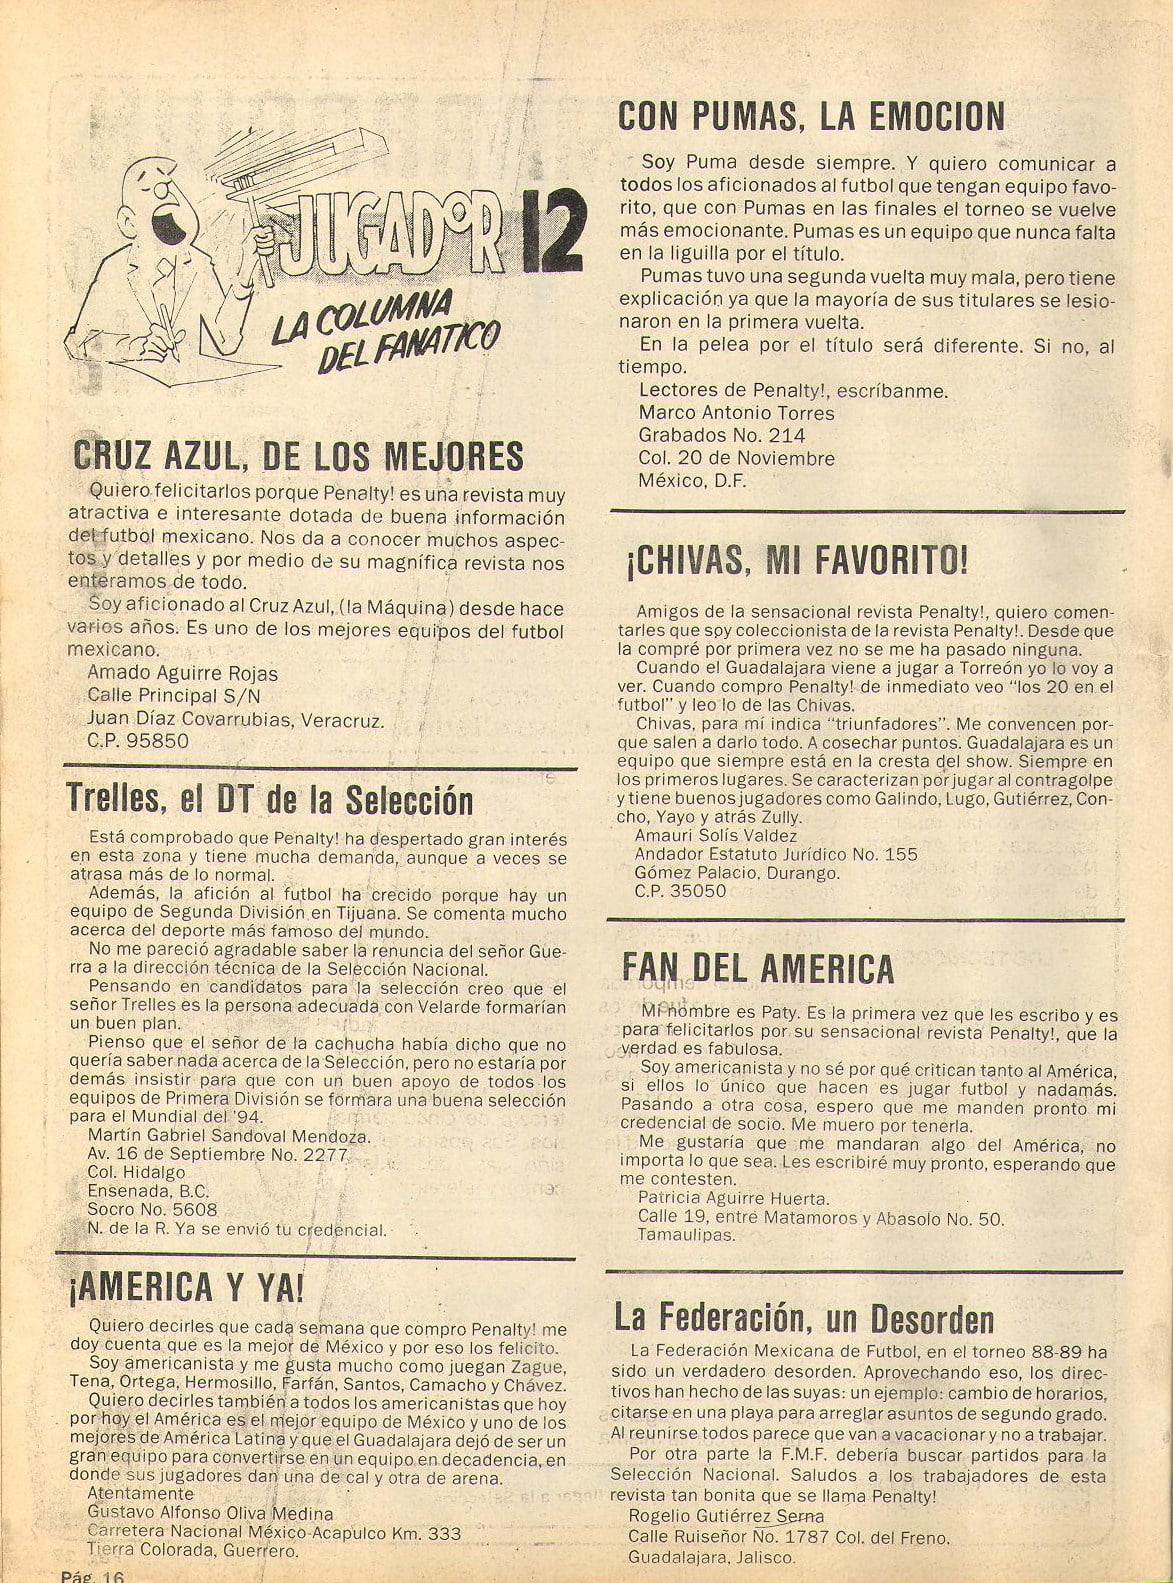 JUGADOR 12
LA COLUMNA
DEL FANATICO
CRUZ AZUL, DE LOS MEJORES
Quiero felicitarlos porque Penalty! es una revista muy
atractiva e interesante dotada de buena información
del futbol mexicano. Nos da a conocer muchos aspec-
tos y detalles y por medio de su magnífica revista nos
enteramos de todo.
Soy aficionado al Cruz Azul, (la Máquina) desde hace
varios años. Es uno de los mejores equipos del futbol
mexicano.
Amado Aguirre Rojas
Calle Principal S/N
Juan Díaz Covarrubias, Veracruz.
C.P. 95850
Trelles, el DT de la Selección
Está comprobado que Penalty! ha despertado gran interés
en esta zona y tiene mucha demanda, aunque a veces se
atrasa más de lo normal.
Además, la afición al futbol ha crecido porque hay un
equipo de Segunda División en Tijuana. Se comenta mucho
acerca del deporte más famoso del mundo.
No me pareció agradable saber la renuncia del señor Gue-
rra a la dirección técnica de la Selección Nacional.
Pensando en candidatos para la selección creo que el
señor Trelles es la persona adecuada con Velarde formarían
un buen plan.
Pienso que el señor de la cachucha había dicho que no
quería saber nada acerca de la Selección, pero no estaría por
demás insistir para que con un buen apoyo de todos los
equipos de Primera División se formara una buena selección
para el Mundial del '94.
Martín Gabriel Sandoval Mendoza.
Av. 16 de Septiembre No. 2277
Col. Hidalgo
Ensenada, B.C.
Socro No. 5608
N. de la R. Ya se envió tu credencial.
¡AMERICA Y YA!
Quiero decirles que cada semana que compro Penalty! me
doy cuenta que es la mejor de México y por eso los felicito.
Soy americanista y me gusta mucho como juegan Zague,
Tena, Ortega, Hermosillo, Farfán, Santos, Camacho y Chávez.
Quiero decirles también a todos los americanistas que hoy
por hoy el América es el mejor equipo de México y uno de los
mejores de América Latina y que el Guadalajara dejó de ser un
gran equipo para convertirse en un equipo en decadencia, en
donde sus jugadores dan una de cal y otra de arena.
Atentamente
Gustavo Alfonso Oliva Medina
Carretera Nacional México-Acapulco Km. 333
Tierra Colorada, Guerrero.
Pág. 16
CON PUMAS, LA EMOCION
Soy Puma desde siempre. Y quiero comunicar a
todos los aficionados al futbol que tengan equipo favo-
rito, que con Pumas en las finales el torneo se vuelve
más emocionante. Pumas es un equipo que nunca falta
en la liguilla por el título.
Pumas tuvo una segunda vuelta muy mala, pero tiene
explicación ya que la mayoría de sus titulares se lesio-
naron en la primera vuelta.
En la pelea por el título será diferente. Si no, al
tiempo.
Lectores de Penalty!, escríbanme.
Marco Antonio Torres
Grabados No. 214
Col. 20 de Noviembre
México, D.F.
¡CHIVAS, MI FAVORITO!
Amigos de la sensacional revista Penalty!, quiero comen-
tarles que spy coleccionista de la revista Penalty!. Desde que
la compré por primera vez no se me ha pasado ninguna.
Cuando el Guadalajara viene a jugar a Torreón yo lo voy a
ver. Cuando compro Penalty! de inmediato veo "los 20 en el
futbol" y leo lo de las Chivas.
Chivas, para mí indica "triunfadores". Me convencen por-
que salen a darlo todo. A cosechar puntos. Guadalajara es un
equipo que siempre está en la cresta del show. Siempre en
los primeros lugares. Se caracterizan por jugar al contragolpe
y tiene buenos jugadores como Galindo, Lugo, Gutiérrez, Con-
cho, Yayo y atrás Zully.
Amauri Solís Valdez
Andador Estatuto Jurídico No. 155
Gómez Palacio, Durango.
C.P. 35050
FAN DEL AMERICA
Mi nombre es Paty. Es la primera vez que les escribo y es
para felicitarlos por su sensacional revista Penalty!, que la
verdad es fabulosa.
Soy americanista y no sé por qué critican tanto al América,
si ellos lo único que hacen es jugar futbol y nadamás.
Pasando a otra cosa, espero que me manden pronto mi
credencial de socio. Me muero por tenerla.
Me gustaría que me mandaran algo del América, no
importa lo que sea. Les escribiré muy pronto, esperando que
me contesten.
Patricia Aguirre Huerta.
Calle 19, entre Matamoros y Abasolo No. 50.
Tamaulipas.
La Federación, un Desorden
La Federación Mexicana de Futbol, en el torneo 88-89 ha
sido un verdadero desorden. Aprovechando eso, los direc-
tivos han hecho de las suyas: un ejemplo: cambio de horarios,
citarse en una playa para arreglar asuntos de segundo grado.
Al reunirse todos parece que van a vacacionar y no a trabajar.
Por otra parte la F.M.F. debería buscar partidos para la
Selección Nacional. Saludos a los trabajadores de esta
revista tan bonita que se llama Penalty!
Rogelio Gutiérrez Serna
Calle Ruiseñor No. 1787 Col. del Freno.
Guadalajara, Jalisco.